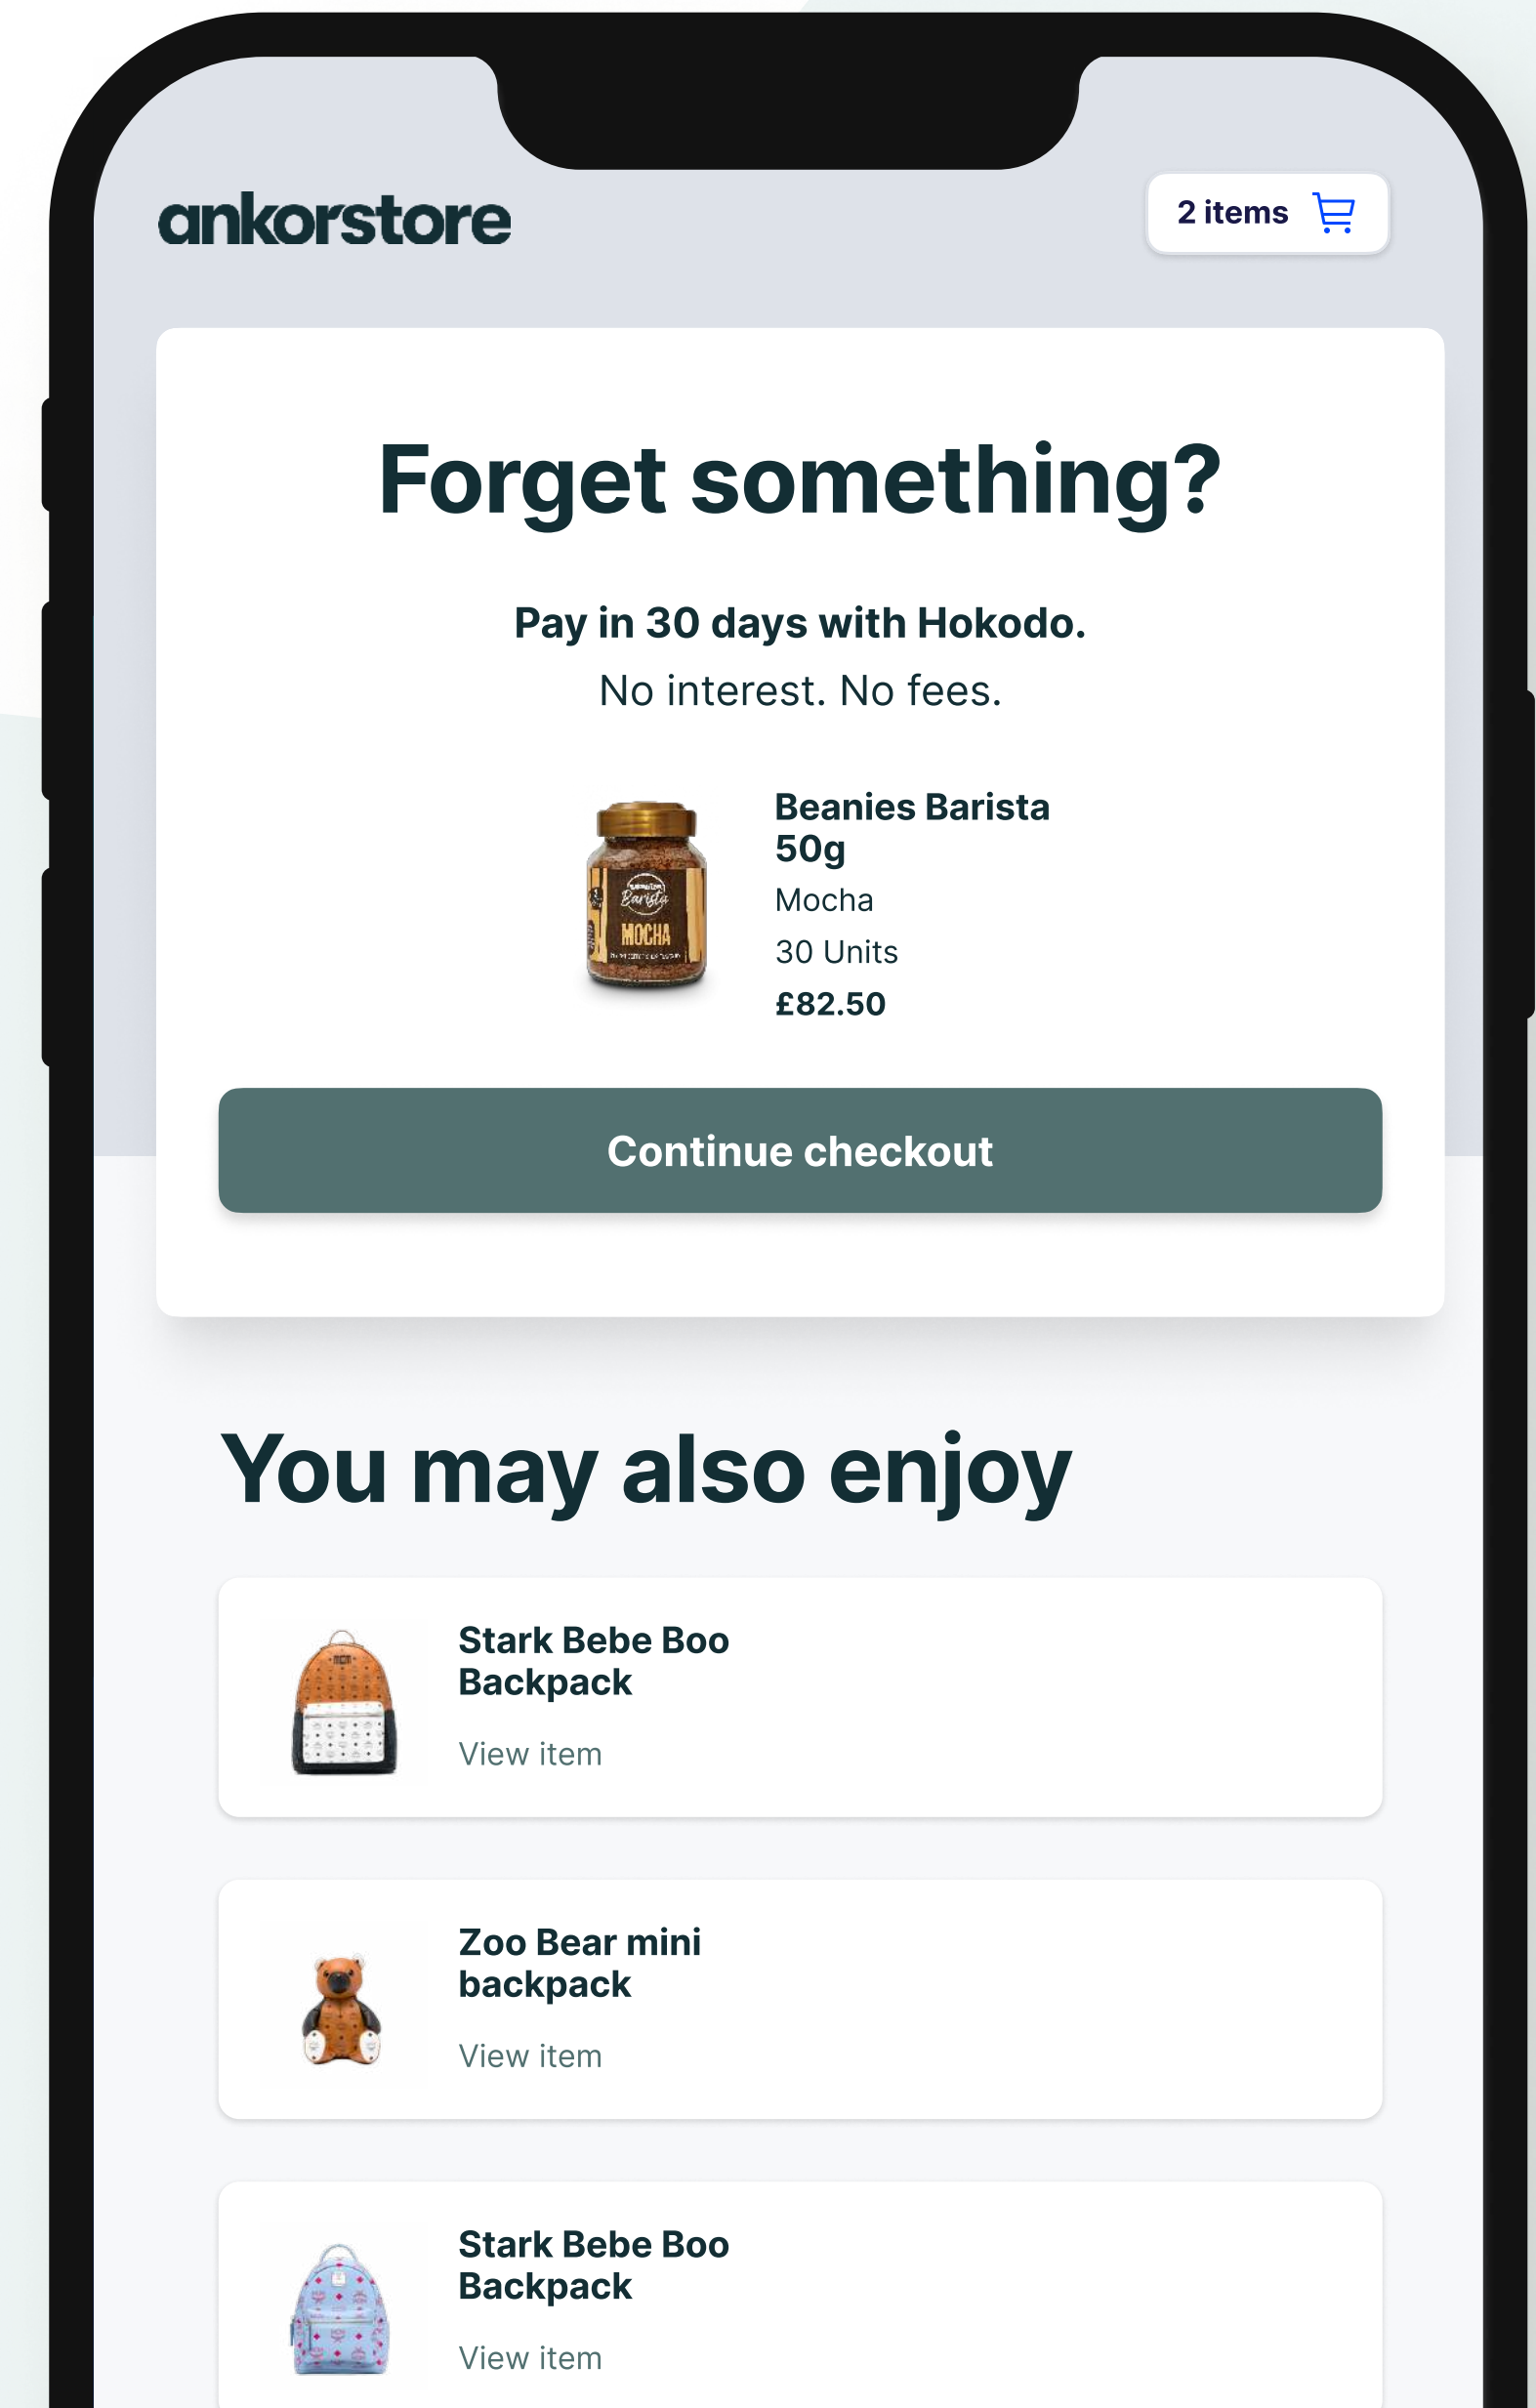 ankorstore
2 items
Forget something?
Pay in 30 days with Hokodo.
No interest. No fees.
Beanies Barista
50g
Mocha
30 Units
£82.50
Barista
MOCHA
Continue checkout
You may also enjoy
Stark Bebe Boo
Backpack
View item
Zoo Bear mini
backpack
View item
Stark Bebe Boo
Backpack
View item